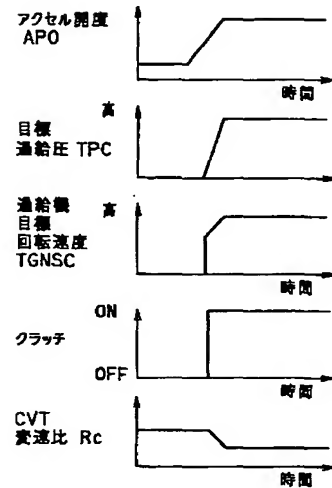 アクセル開度
APO
時間
高
目標
過給圧 TPC
時間
過給機
高
目標
回転速度
TGNSC
時間
ON
クラッチ
OFF
時間
CVT
変速比 Rc
時間